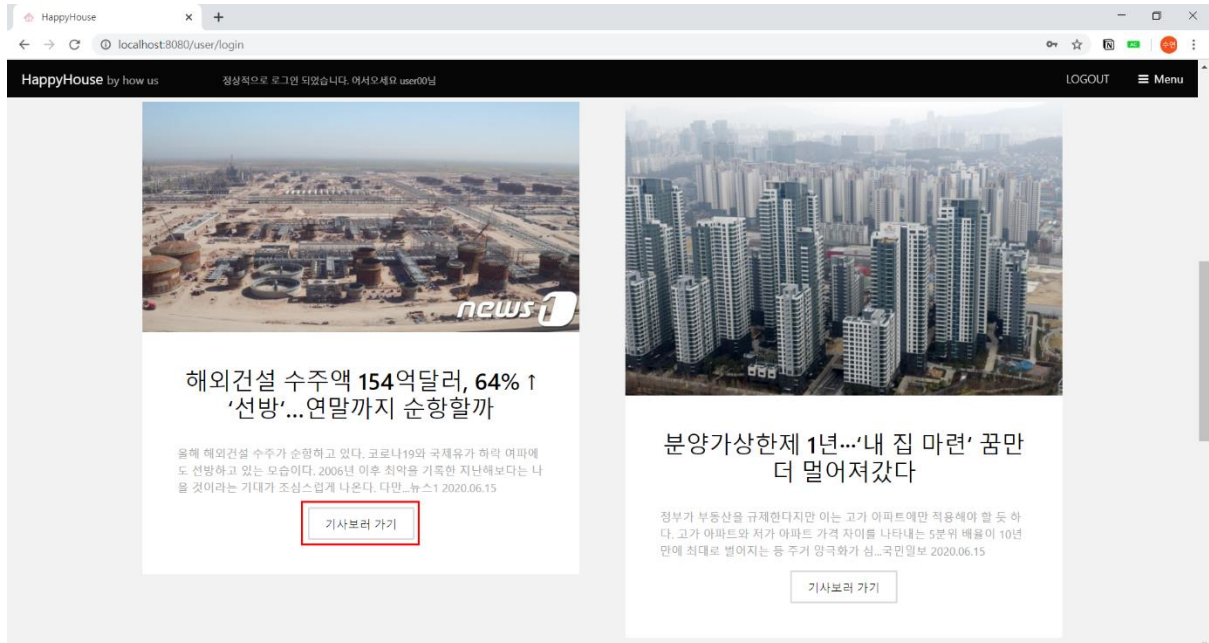 HappyHouse
localhost:8080/user/login
수연
HappyHouse by how us
정상적으로 로그인 되었습니다. 어서오세요 user00님
LOGOUT
Menu
news1
해외건설 수주액 154억달러, 64% ↑
‘선방’...연말까지 순항할까
올해 해외건설 수주가 순항하고 있다. 코로나19와 국제유가 하락 여파에
도 선방하고 있는 모습이다. 2006년 이후 최악을 기록한 지난해보다는 나
을 것이라는 기대가 조심스럽게 나온다. 다만...뉴스1 2020.06.15
기사보러 가기
분양가상한제 1년…‘내 집 마련’ 꿈만
더 멀어져갔다
정부가 부동산을 규제한다지만 이는 고가 아파트에만 적용해야 할 듯 하
다. 고가 아파트와 저가 아파트 가격 차이를 나타내는 5분위 배율이 10년
만에 최대로 벌어지는 등 주거 양극화가 심...국민일보 2020.06.15
기사보러 가기